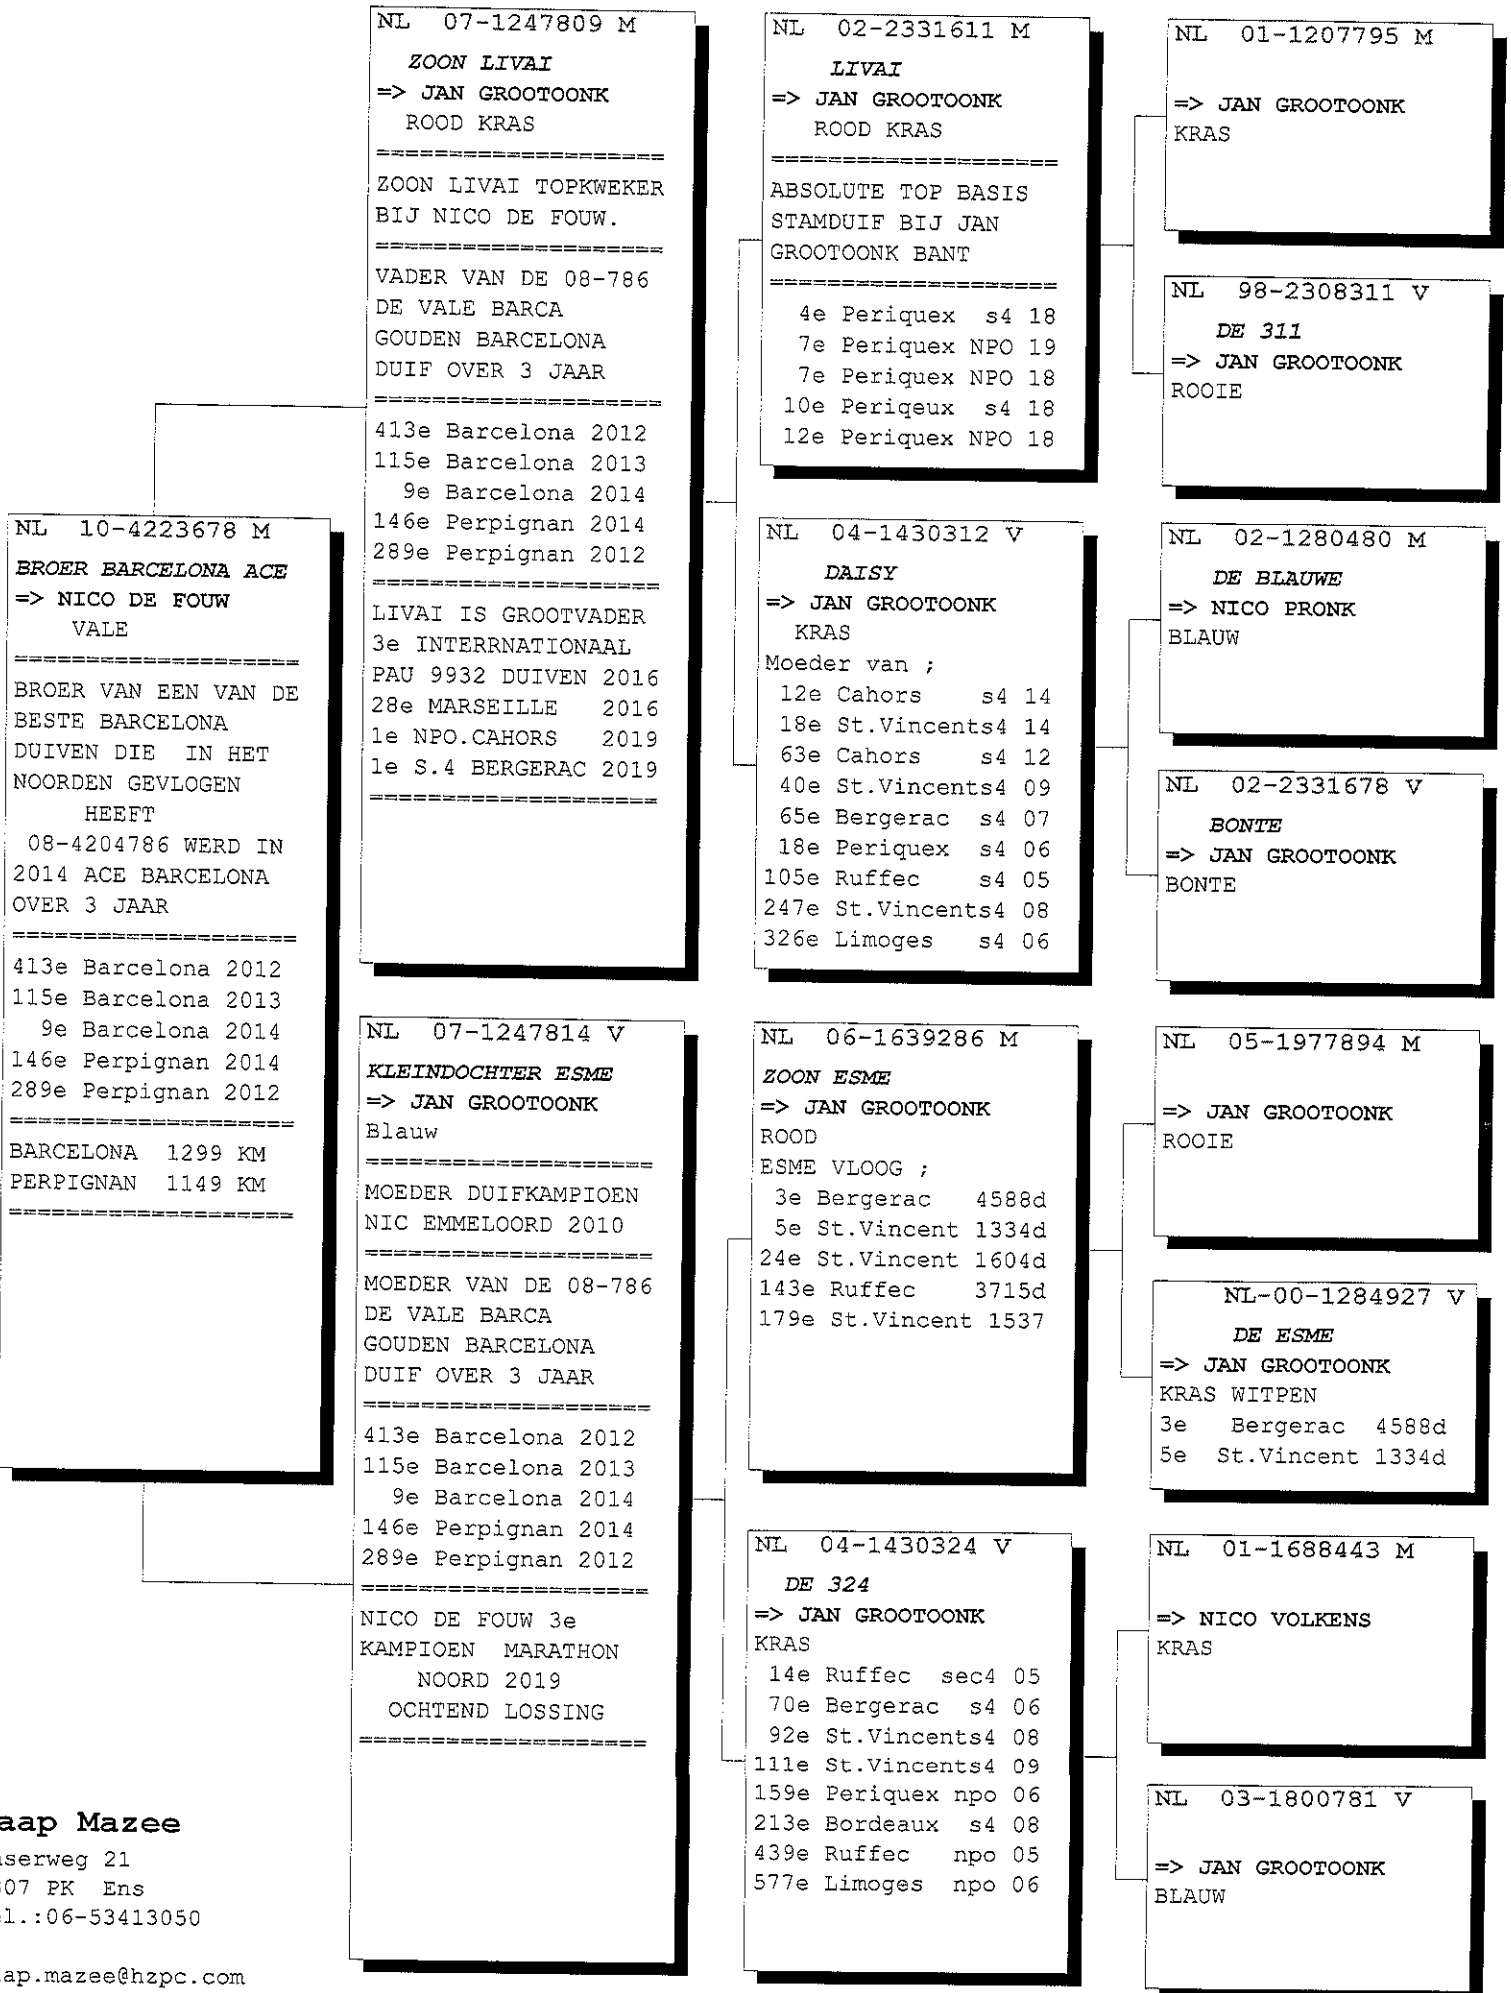 NL 10-4223678 M
BROER BARCELONA ACE
=> NICO DE FOUW
VALE
====================
BROER VAN EEN VAN DE
BESTE BARCELONA
DUIVEN DIE IN HET
NOORDEN GEVLOGEN
HEEFT
08-4204786 WERD IN
2014 ACE BARCELONA
OVER 3 JAAR
====================
413e Barcelona 2012
115e Barcelona 2013
9e Barcelona 2014
146e Perpignan 2014
289e Perpignan 2012
====================
BARCELONA 1299 KM
PERPIGNAN 1149 KM
====================
NL 07-1247809 M
ZOON LIVAI
=> JAN GROOTOONK
ROOD KRAS
====================
ZOON LIVAI TOPKWEKER
BIJ NICO DE FOUW.
====================
VADER VAN DE 08-786
DE VALE BARCA
GOUDEN BARCELONA
DUIF OVER 3 JAAR
====================
413e Barcelona 2012
115e Barcelona 2013
9e Barcelona 2014
146e Perpignan 2014
289e Perpignan 2012
====================
LIVAI IS GROOTVADER
3e INTERRNATIONAAL
PAU 9932 DUIVEN 2016
28e MARSEILLE 2016
1e NPO.CAHORS 2019
1e S.4 BERGERAC 2019
====================
NL 07-1247814 V
KLEINDOCHTER ESME
=> JAN GROOTOONK
Blauw
====================
MOEDER DUIFKAMPIOEN
NIC EMMELOORD 2010
====================
MOEDER VAN DE 08-786
DE VALE BARCA
GOUDEN BARCELONA
DUIF OVER 3 JAAR
====================
413e Barcelona 2012
115e Barcelona 2013
9e Barcelona 2014
146e Perpignan 2014
289e Perpignan 2012
====================
NICO DE FOUW 3e
KAMPIOEN MARATHON
NOORD 2019
OCHTEND LOSSING
====================
NL 02-2331611 M
LIVAI
=> JAN GROOTOONK
ROOD KRAS
====================
ABSOLUTE TOP BASIS
STAMDUIF BIJ JAN
GROOTOONK BANT
====================
4e Periquex s4 18
7e Periquex NPO 19
7e Periquex NPO 18
10e Periqeux s4 18
12e Periquex NPO 18
NL 04-1430312 V
DAISY
=> JAN GROOTOONK
KRAS
Moeder van ;
12e Cahors s4 14
18e St.Vincents4 14
63e Cahors s4 12
40e St.Vincents4 09
65e Bergerac s4 07
18e Periquex s4 06
105e Ruffec s4 05
247e St.Vincents4 08
326e Limoges s4 06
NL 06-1639286 M
ZOON ESME
=> JAN GROOTOONK
ROOD
ESME VLOOG ;
3e Bergerac 4588d
5e St.Vincent 1334d
24e St.Vincent 1604d
143e Ruffec 3715d
179e St.Vincent 1537
NL 04-1430324 V
DE 324
=> JAN GROOTOONK
KRAS
14e Ruffec sec4 05
70e Bergerac s4 06
92e St.Vincents4 08
111e St.Vincents4 09
159e Periquex npo 06
213e Bordeaux s4 08
439e Ruffec npo 05
577e Limoges npo 06
NL 01-1207795 M
=> JAN GROOTOONK
KRAS
NL 98-2308311 V
DE 311
=> JAN GROOTOONK
ROOIE
NL 02-1280480 M
DE BLAUWE
=> NICO PRONK
BLAUW
NL 02-2331678 V
BONTE
=> JAN GROOTOONK
BONTE
NL 05-1977894 M
=> JAN GROOTOONK
ROOIE
NL-00-1284927 V
DE ESME
=> JAN GROOTOONK
KRAS WITPEN
3e Bergerac 4588d
5e St.Vincent 1334d
NL 01-1688443 M
=> NICO VOLKENS
KRAS
NL 03-1800781 V
=> JAN GROOTOONK
BLAUW
aap Mazee
serweg 21
07 PK Ens
el.:06-53413050
ap.mazee@hzpc.com